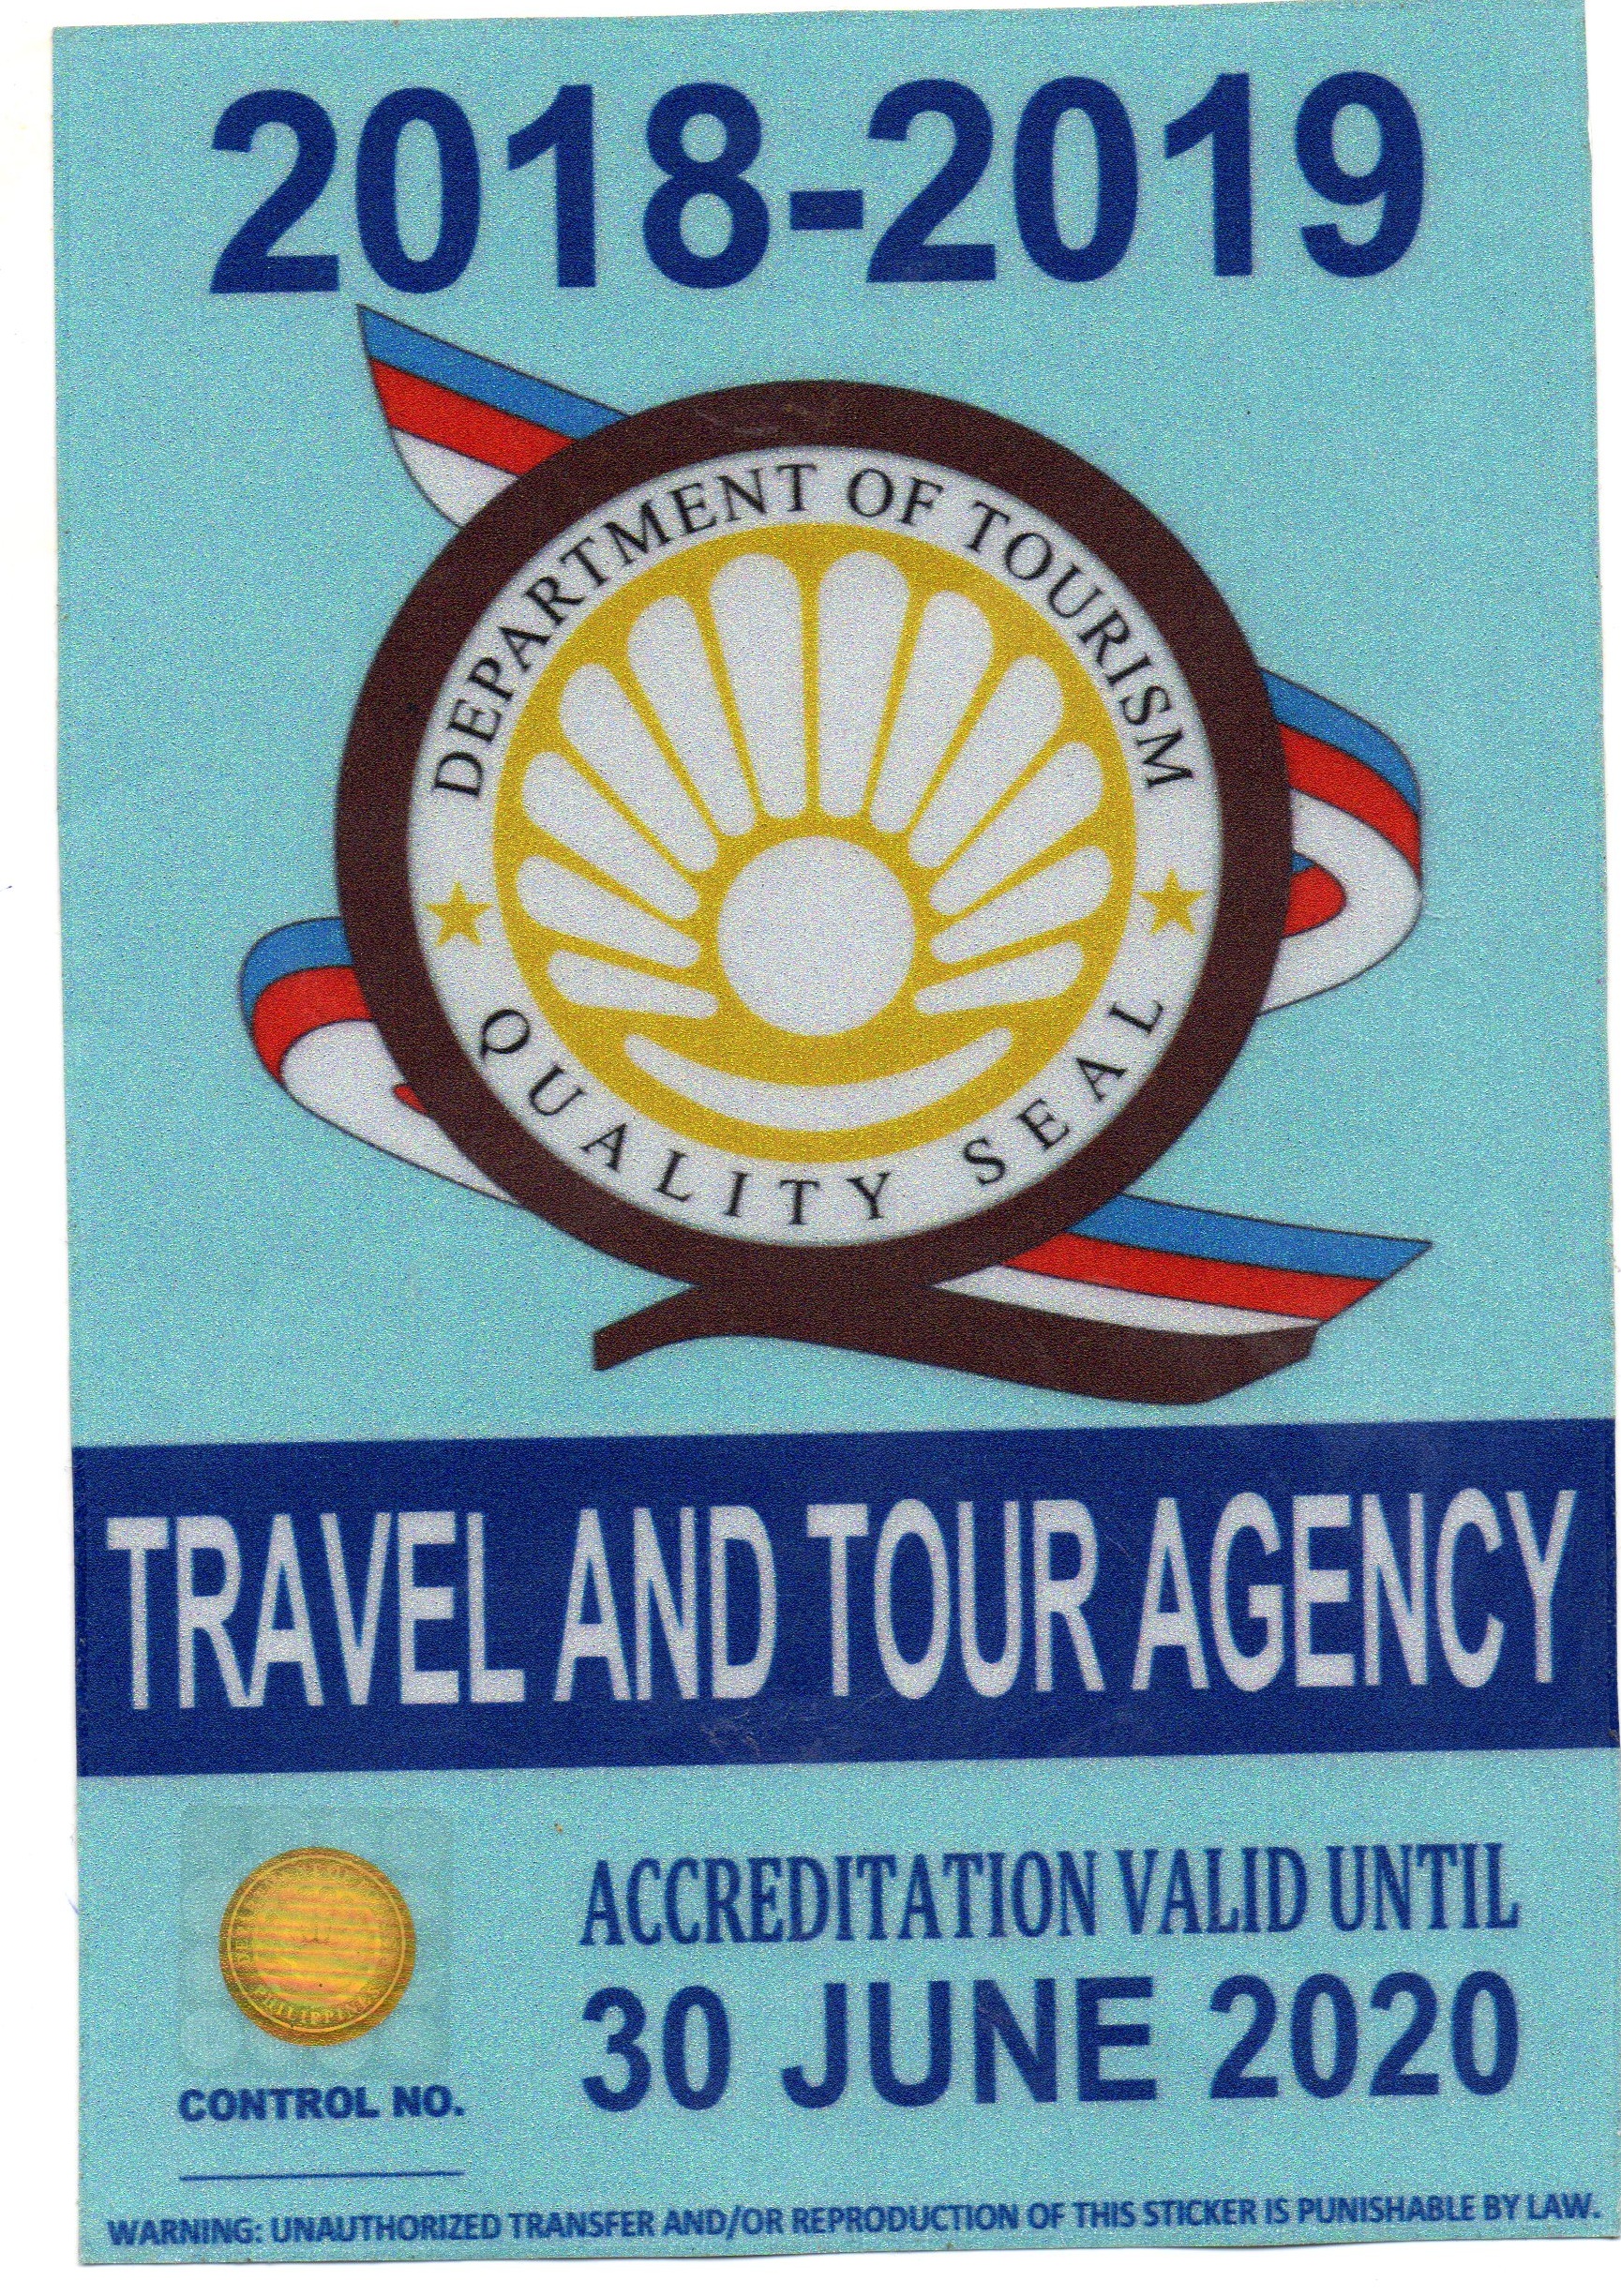 2018-2019
DEPARTMENT OF TOURISM
QUALITY SEAL
TRAVEL AND TOUR AGENCY
ACCREDITATION VALID UNTIL
30 JUNE 2020
PHILIPPINES
CONTROL NO.
WARNING: UNAUTHORIZED TRANSFER AND/OR REPRODUCTION OF THIS STICKER IS PUNISHABLE BY LAW.